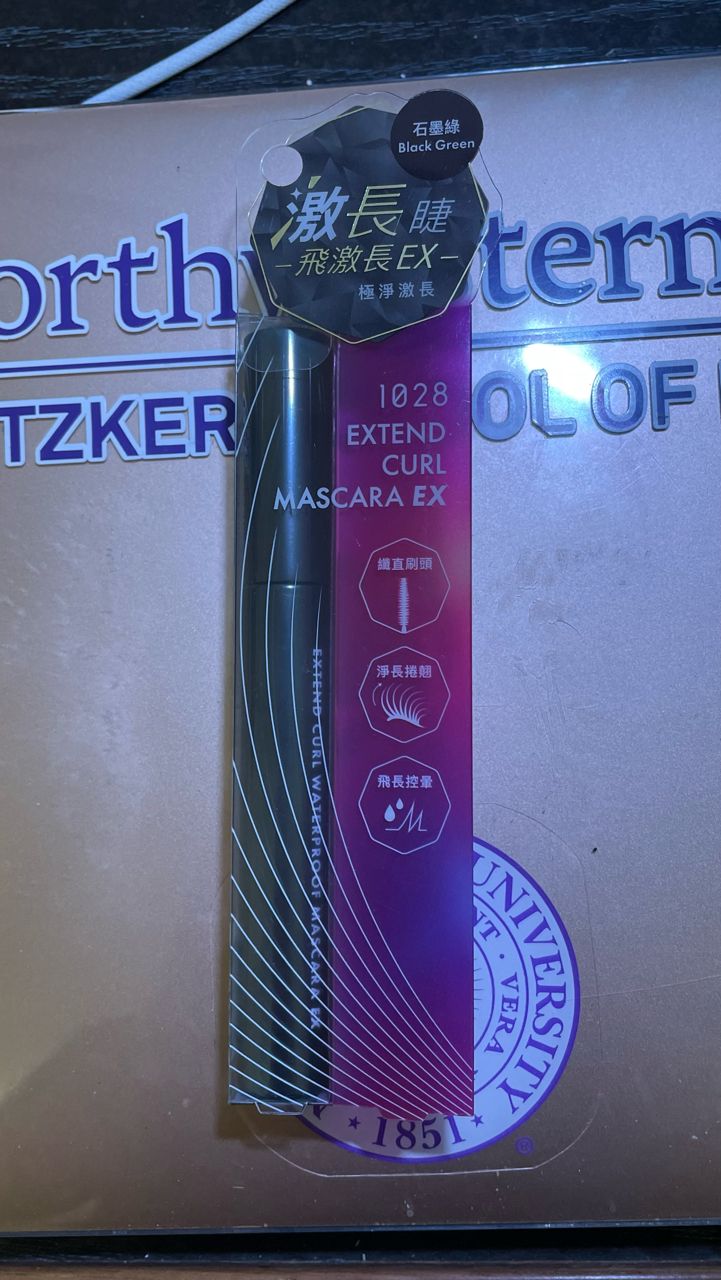 石墨綠
Black Green
激長睫
–飛激長EX–
極淨激長
orthw
tern
TZKER
OL OF
1028
EXTEND
CURL
MASCARA EX
纖直刷頭
淨長捲翹
飛長控暈
EXTEND CURL WATERPROOF MASCARA EX
UNIVERSITY
VERA
1851
®